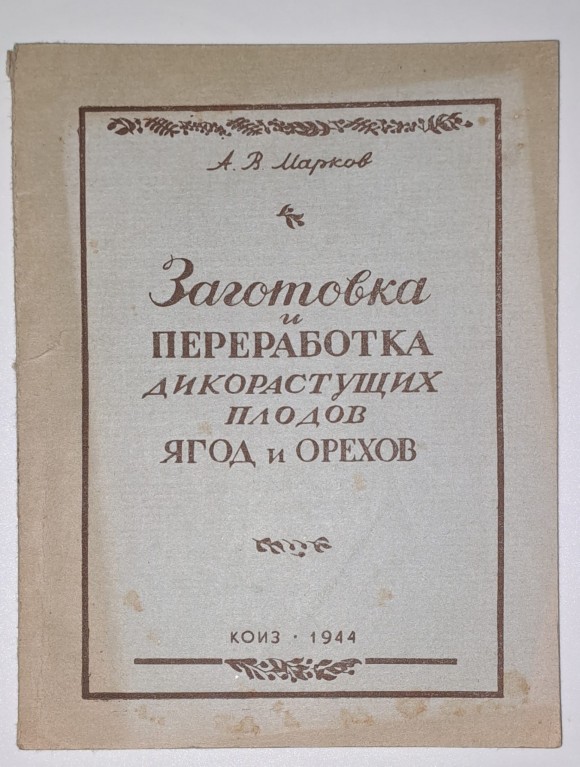 А. В Марков
Заготовка
и
ПЕРЕРАБОТКА
ДИКОРАСТУЩИХ
ПЛОДОВ
ЯГОД и ОРЕХОВ
КОИЗ · 1944